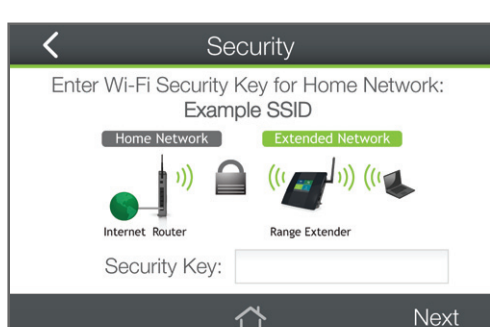 Security
Enter Wi-Fi Security Key for Home Network:
Example SSID
Home Network Extended Network
Internet Router Range Extender
Security Key:
Next